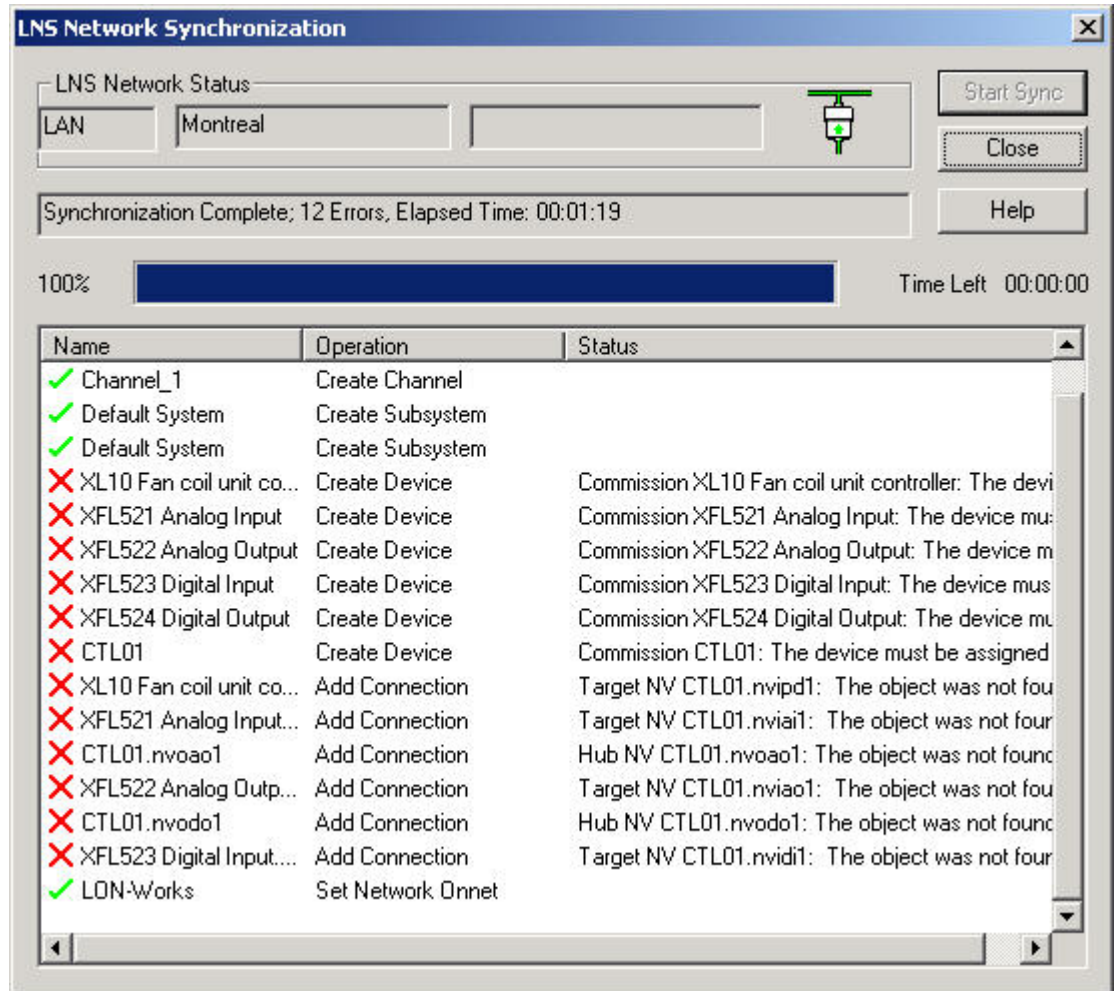 LNS Network Synchronization
LNS Network Status
LAN Montreal
Start Sync
Close
Synchronization Complete; 12 Errors, Elapsed Time: 00:01:19
Help
100% Time Left 00:00:00
Name Operation Status
Channel_1 Create Channel
Default System Create Subsystem
Default System Create Subsystem
XL10 Fan coil unit co... Create Device Commission XL10 Fan coil unit controller: The devi
XFL521 Analog Input Create Device Commission XFL521 Analog Input: The device mu
XFL522 Analog Output Create Device Commission XFL522 Analog Output: The device m
XFL523 Digital Input Create Device Commission XFL523 Digital Input: The device mus
XFL524 Digital Output Create Device Commission XFL524 Digital Output: The device mu
CTL01 Create Device Commission CTL01: The device must be assigned
XL10 Fan coil unit co... Add Connection Target NV CTL01.nvipd1: The object was not fou
XFL521 Analog Input... Add Connection Target NV CTL01.nviai1: The object was not foun
CTL01.nvoao1 Add Connection Hub NV CTL01.nvoao1: The object was not found
XFL522 Analog Outp... Add Connection Target NV CTL01.nviao1: The object was not fou
CTL01.nvodo1 Add Connection Hub NV CTL01.nvodo1: The object was not found
XFL523 Digital Input.... Add Connection Target NV CTL01.nvidi1: The object was not foun
LON-Works Set Network Onnet